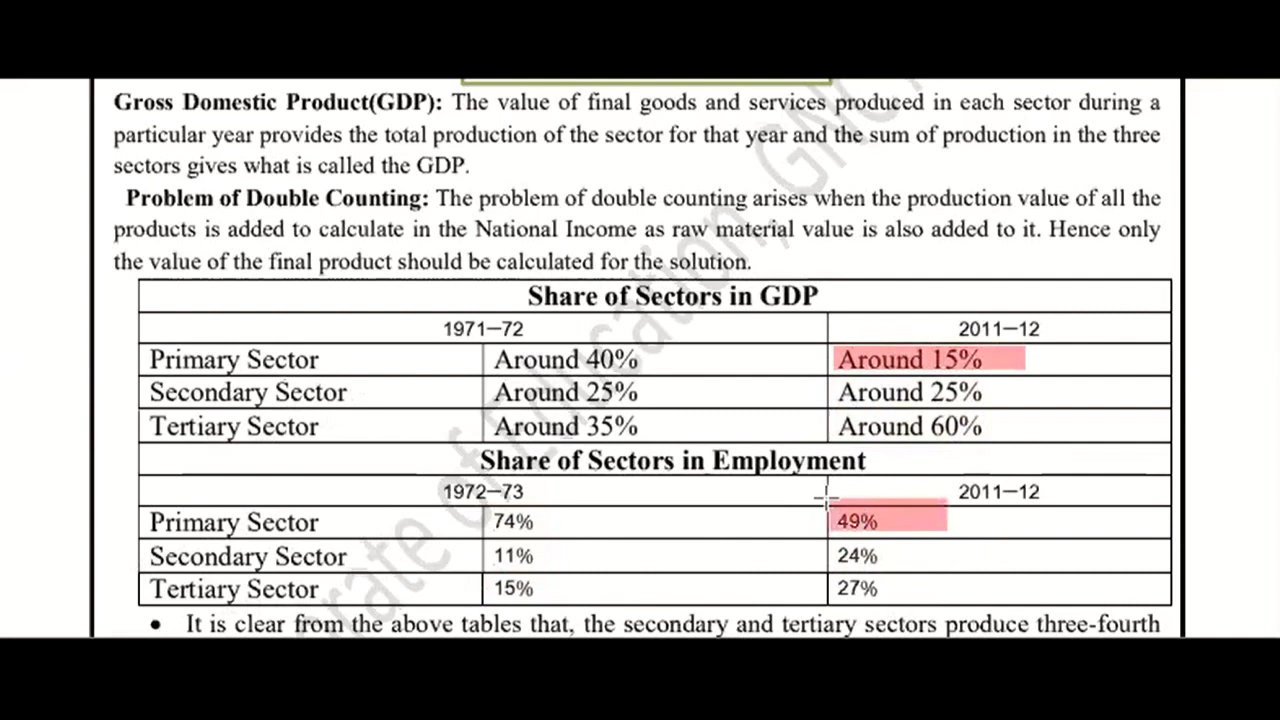 Gross Domestic Product(GDP): The value of final goods and services produced in each sector during a
particular year provides the total production of the sector for that year and the sum of production in the three
sectors gives what is called the GDP.
Problem of Double Counting: The problem of double counting arises when the production value of all the
products is added to calculate in the National Income as raw material value is also added to it. Hence only
the value of the final product should be calculated for the solution.
Share of Sectors in GDP
1971–72 2011–12
Primary Sector Around 40% Around 15%
Secondary Sector Around 25% Around 25%
Tertiary Sector Around 35% Around 60%
Share of Sectors in Employment
1972–73 2011–12
Primary Sector 74% 49%
Secondary Sector 11% 24%
Tertiary Sector 15% 27%
• It is clear from the above tables that, the secondary and tertiary sectors produce three-fourth